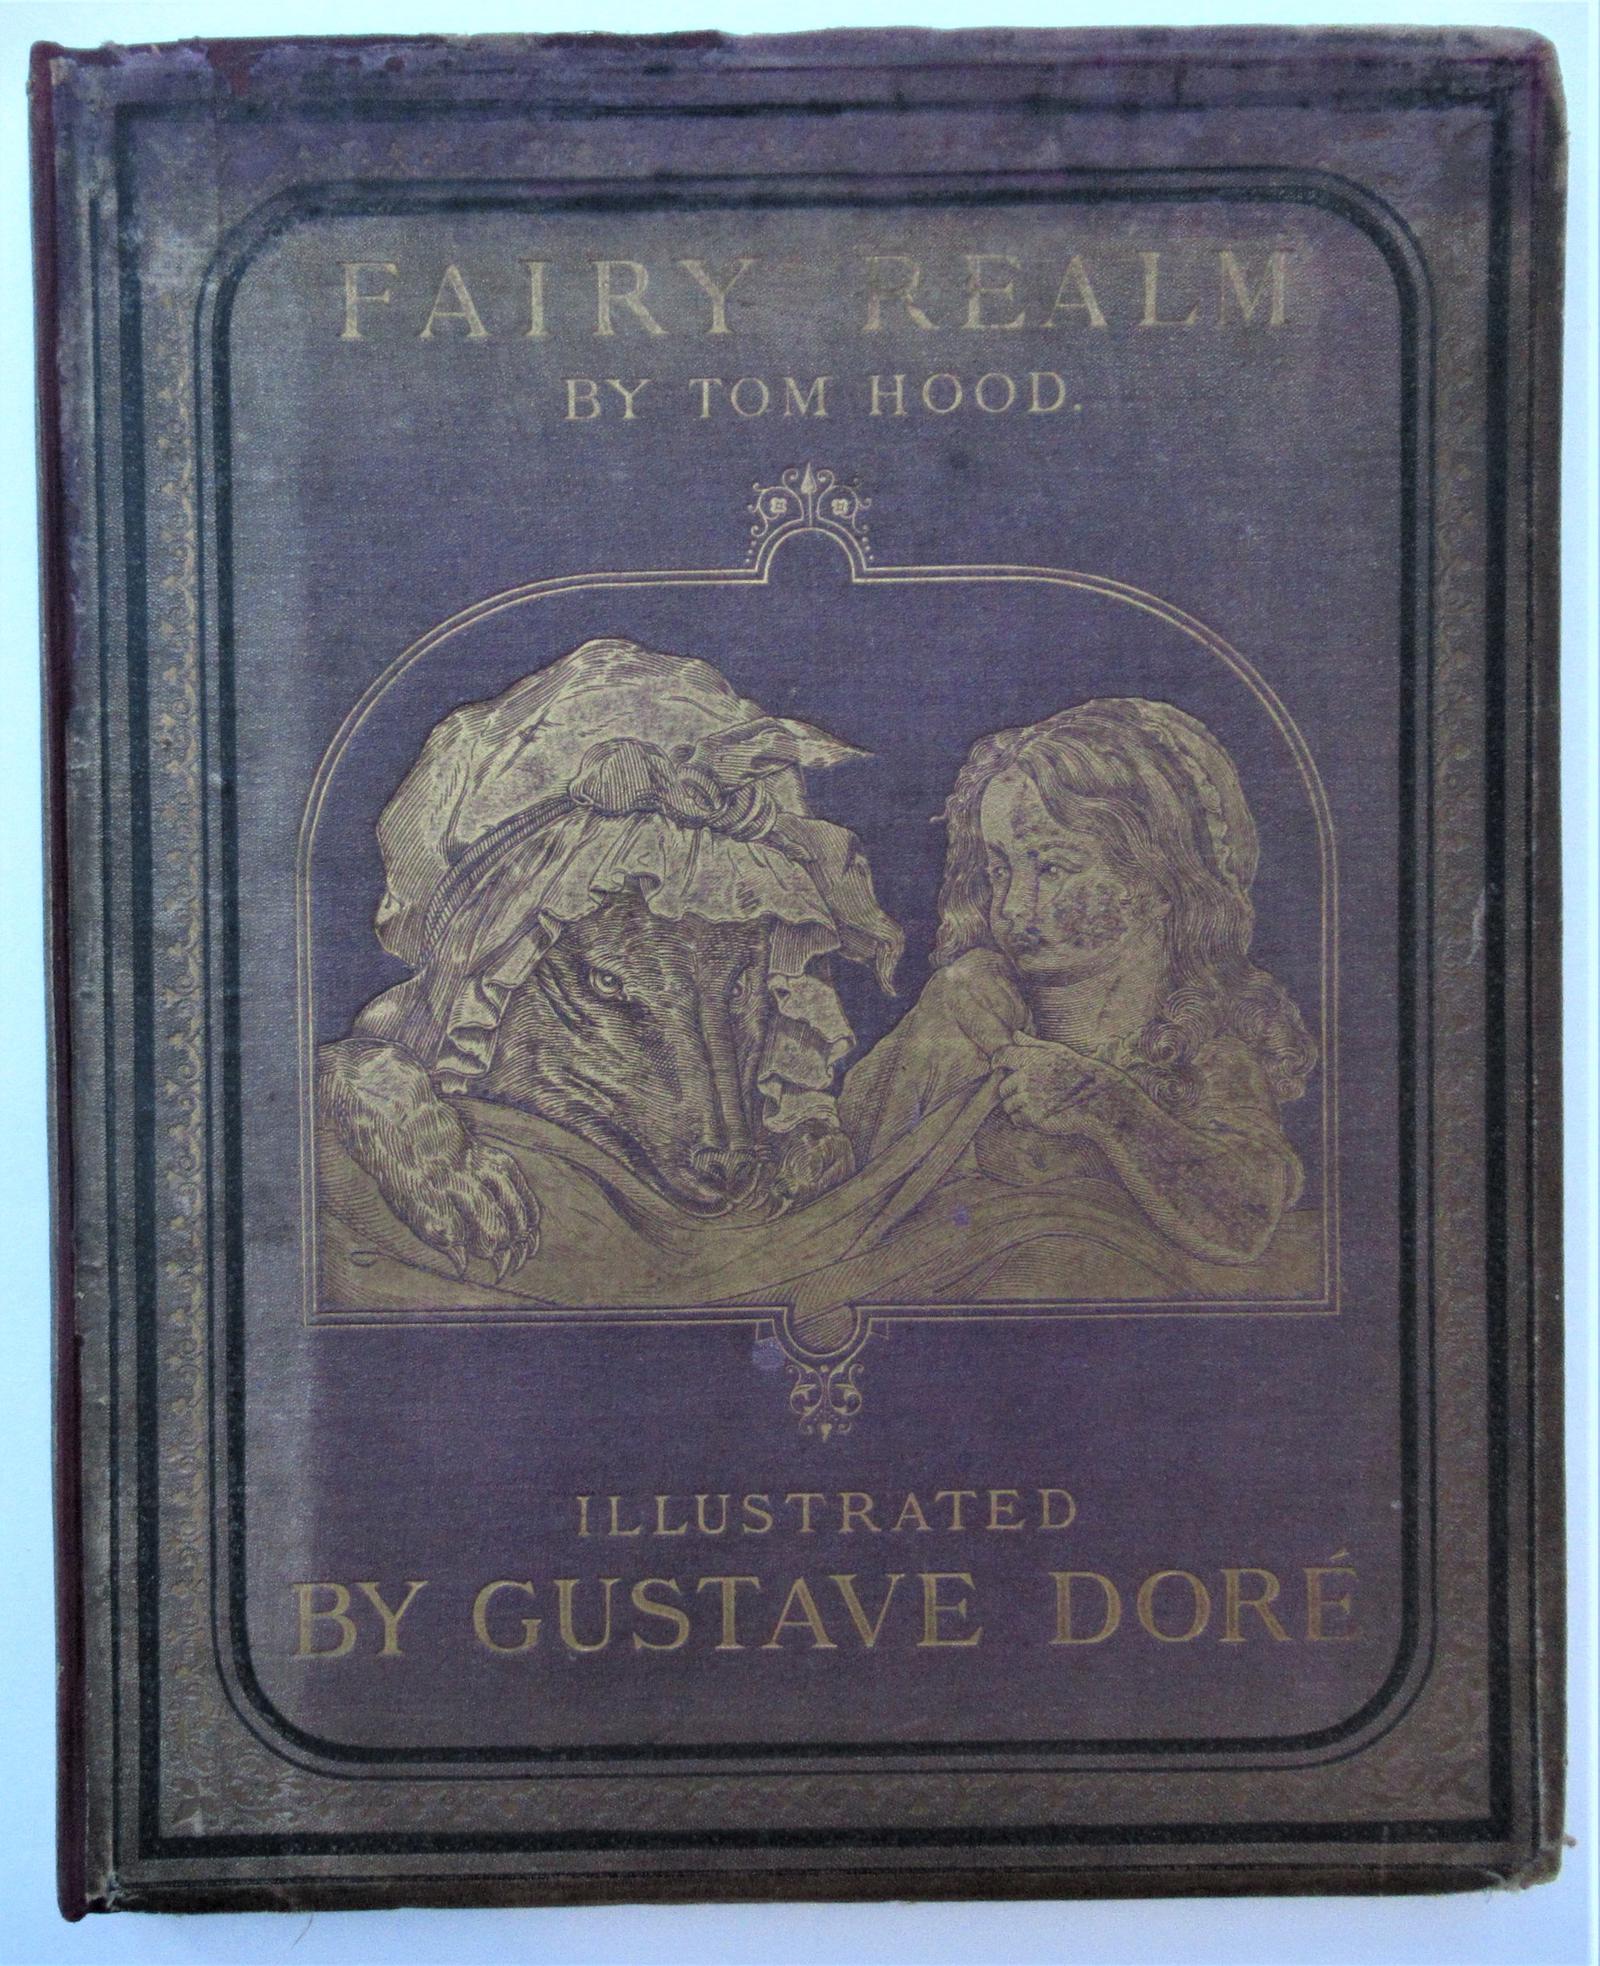 FAIRY REALM
BY TOM HOOD.
ILLUSTRATED
BY GUSTAVE DORÉ